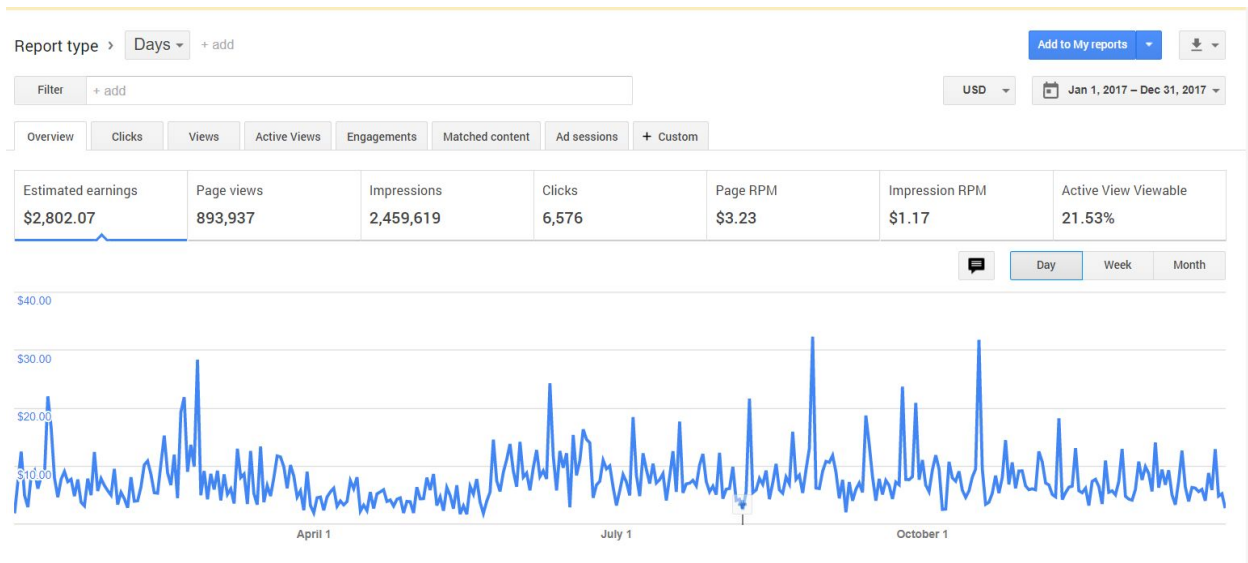 Report type > Days + add Add to My reports
Filter + add USD Jan 1, 2017 – Dec 31, 2017
Overview Clicks Views Active Views Engagements Matched content Ad sessions + Custom
Estimated earnings Page views Impressions Clicks Page RPM Impression RPM Active View Viewable
$2,802.07 893,937 2,459,619 6,576 $3.23 $1.17 21.53%
Day Week Month
$40.00
$30.00
$20.00
$10.00
April 1 July 1 October 1